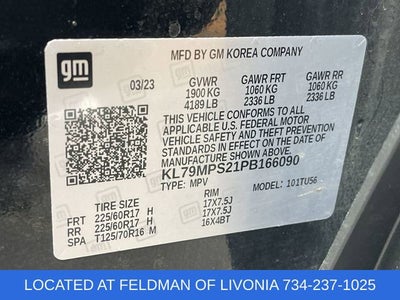 gm
MFD BY GM KOREA COMPANY
03/23 GVWR GAWR FRT GAWR RR
1900 KG 1060 KG 1060 KG
4189 LB 2336 LB 2336 LB
THIS VEHICLE CONFORMS TO ALL APPLICABLE
U.S. FEDERAL MOTOR VEHICLE SAFETY AND
THEFT PREVENTION STANDARDS IN EFFECT ON
THE DATE OF MANUFACTURE SHOWN ABOVE.
KL79MPS21PB166090
TYPE: MPV MODEL: 101TU56
TIRE SIZE RIM
FRT 225/60R17 H 17X7.5J
RR 225/60R17 H 17X7.5J
SPA T125/70R16 M 16X4BT
LOCATED AT FELDMAN OF LIVONIA 734-237-1025